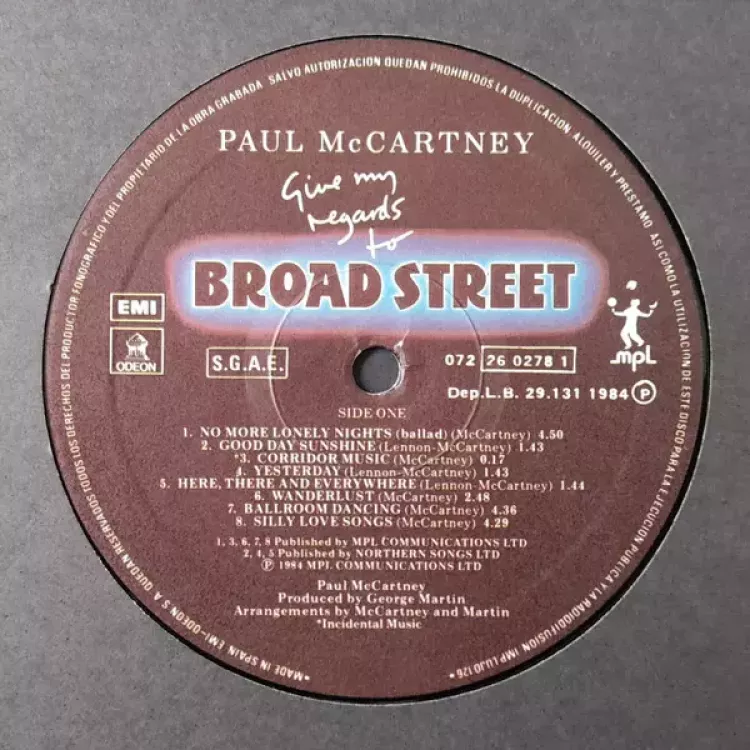 *MADE IN SPAIN EMI-ODEON S.A. QUEDAN RESERVADOS TODOS LOS DERECHOS DEL PRODUCTOR FONOGRAFICO Y DEL PROPIETARIO DE LA OBRA GRABADA SALVO AUTORIZACION QUEDAN PROHIBIDOS LA DUPLICACION, ALQUILER Y PRESTAMO ASI COMO LA UTILIZACION DE ESTE DISCO PARA LA EJECUCION PUBLICA Y LA RADIODIFUSION IMP LUJO 126*
PAUL McCARTNEY
Give my
regards
to
BROAD STREET
EMI
ODEON
S.G.A.E.
072 26 0278 1
mpl
Dep.L.B. 29.131 1984 Ⓟ
SIDE ONE
1. NO MORE LONELY NIGHTS (ballad) (McCartney) 4.50
2. GOOD DAY SUNSHINE (Lennon-McCartney) 1.43
*3. CORRIDOR MUSIC (McCartney) 0.17
4. YESTERDAY (Lennon-McCartney) 1.43
5. HERE, THERE AND EVERYWHERE (Lennon-McCartney) 1.44
6. WANDERLUST (McCartney) 2.48
7. BALLROOM DANCING (McCartney) 4.36
8. SILLY LOVE SONGS (McCartney) 4.29
1, 3, 6, 7, 8 Published by MPL COMMUNICATIONS LTD
2, 4, 5 Published by NORTHERN SONGS LTD
Ⓟ 1984 MPL COMMUNICATIONS LTD
Paul McCartney
Produced by George Martin
Arrangements by McCartney and Martin
*Incidental Music